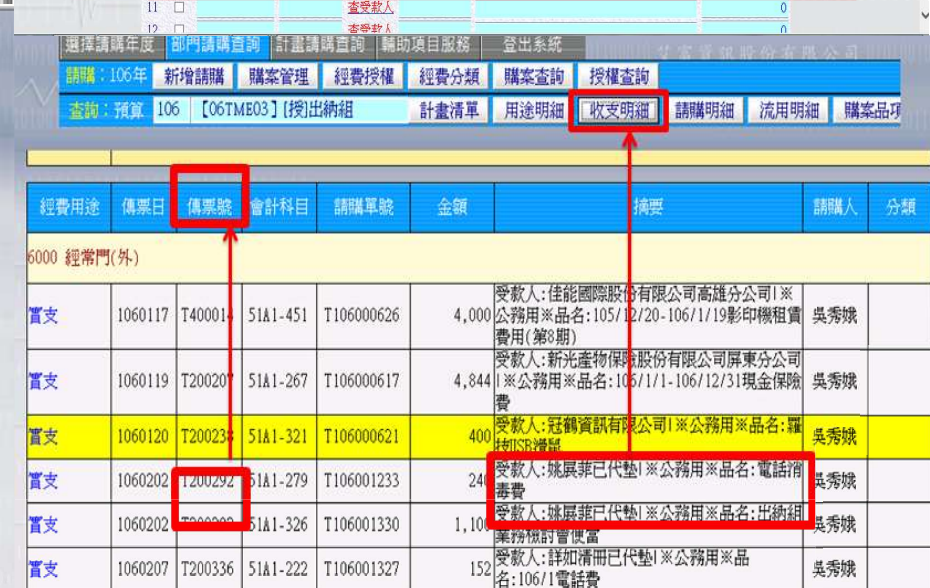 11 查受款人 0
12 查受款人 0
選擇請購年度 部門請購查詢 計畫請購查詢 輔助項目服務 登出系統
艾富資訊股份有限公司
請購：106年 新增請購 購案管理 經費授權 經費分類 購案查詢 授權查詢
查詢：預算 106 【06TME03】[授]出納組 計畫清單 用途明細 收支明細 請購明細 流用明細 購案品項
經費用途 傳票日 傳票號 會計科目 請購單號 金額 摘要 請購人 分類
6000 經常門(外)
實支 1060117 T400014 51A1-451 T106000626 4,000 受款人:佳能國際股份有限公司高雄分公司|※
公務用※品名:105/12/20-106/1/19影印機租賃
費用(第8期) 吳秀娥
實支 1060119 T200207 51A1-267 T106000617 4,844 受款人:新光產物保險股份有限公司屏東分公司
|※公務用※品名:106/1/1-106/12/31現金保險
費 吳秀娥
實支 1060120 T200238 51A1-321 T106000621 400 受款人:冠鶴資訊有限公司|※公務用※品名:羅
技USB滑鼠 吳秀娥
實支 1060202 T200292 51A1-279 T106001233 240 受款人:姚展菲已代墊|※公務用※品名:電話消
毒費 吳秀娥
實支 1060202 T200292 51A1-326 T106001330 1,100 受款人:姚展菲已代墊|※公務用※品名:出納組
業務檢討會便當 吳秀娥
實支 1060207 T200336 51A1-222 T106001327 152 受款人:詳如清冊已代墊|※公務用※品
名:106/1電話費 吳秀娥